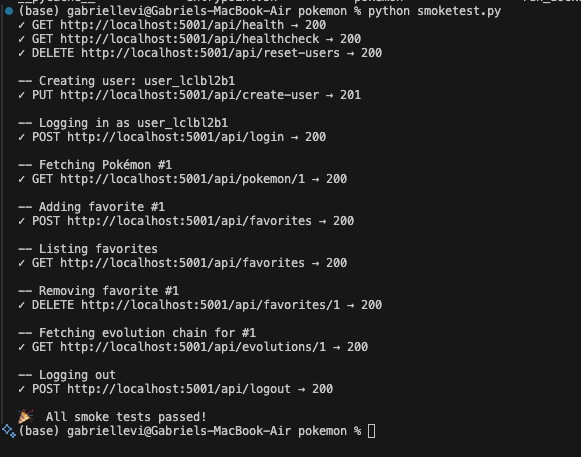 (base) gabriellevi@Gabriels-MacBook-Air pokemon % python smoketest.py
✓ GET http://localhost:5001/api/health → 200
✓ GET http://localhost:5001/api/healthcheck → 200
✓ DELETE http://localhost:5001/api/reset-users → 200
—— Creating user: user_lclbl2b1
✓ PUT http://localhost:5001/api/create-user → 201
—— Logging in as user_lclbl2b1
✓ POST http://localhost:5001/api/login → 200
—— Fetching Pokémon #1
✓ GET http://localhost:5001/api/pokemon/1 → 200
—— Adding favorite #1
✓ POST http://localhost:5001/api/favorites → 200
—— Listing favorites
✓ GET http://localhost:5001/api/favorites → 200
—— Removing favorite #1
✓ DELETE http://localhost:5001/api/favorites/1 → 200
—— Fetching evolution chain for #1
✓ GET http://localhost:5001/api/evolutions/1 → 200
—— Logging out
✓ POST http://localhost:5001/api/logout → 200
🎉 All smoke tests passed!
(base) gabriellevi@Gabriels-MacBook-Air pokemon %